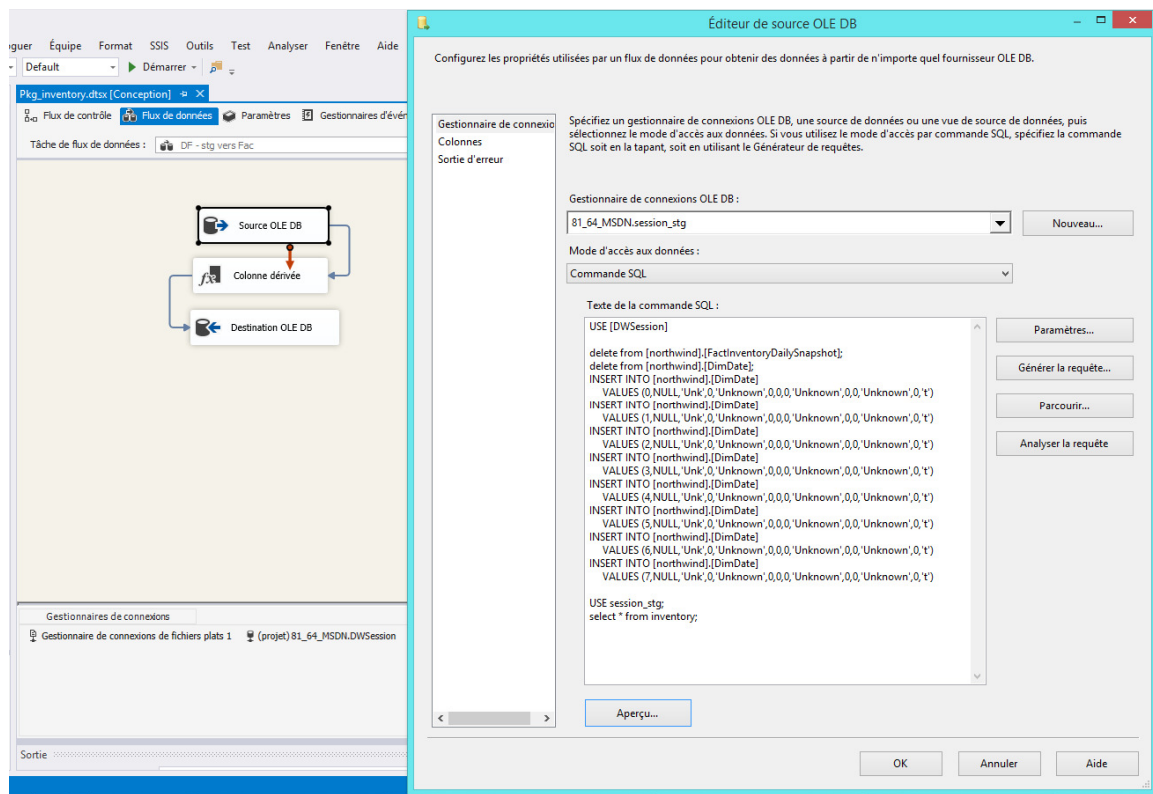 Éditeur de source OLE DB
guer Équipe Format SSIS Outils Test Analyser Fenêtre Aide
Default Démarrer
Pkg_inventory.dtsx [Conception]
Flux de contrôle Flux de données Paramètres Gestionnaires d'évér
Tâche de flux de données : DF - stg vers Fac
Source OLE DB
Colonne dérivée
Destination OLE DB
Gestionnaires de connexions
Gestionnaire de connexions de fichiers plats 1 (projet) 81_64_MSDN.DWSession
Sortie
Configurez les propriétés utilisées par un flux de données pour obtenir des données à partir de n'importe quel fournisseur OLE DB.
Gestionnaire de connexio
Colonnes
Sortie d'erreur
Spécifiez un gestionnaire de connexions OLE DB, une source de données ou une vue de source de données, puis
sélectionnez le mode d'accès aux données. Si vous utilisez le mode d'accès par commande SQL, spécifiez la commande
SQL soit en la tapant, soit en utilisant le Générateur de requêtes.
Gestionnaire de connexions OLE DB :
81_64_MSDN.session_stg
Nouveau...
Mode d'accès aux données :
Commande SQL
Texte de la commande SQL :
USE [DWSession]
delete from [northwind].[FactInventoryDailySnapshot];
delete from [northwind].[DimDate];
INSERT INTO [northwind].[DimDate]
VALUES (0,NULL,'Unk',0,'Unknown',0,0,0,'Unknown',0,0,'Unknown',0,'t')
INSERT INTO [northwind].[DimDate]
VALUES (1,NULL,'Unk',0,'Unknown',0,0,0,'Unknown',0,0,'Unknown',0,'t')
INSERT INTO [northwind].[DimDate]
VALUES (2,NULL,'Unk',0,'Unknown',0,0,0,'Unknown',0,0,'Unknown',0,'t')
INSERT INTO [northwind].[DimDate]
VALUES (3,NULL,'Unk',0,'Unknown',0,0,0,'Unknown',0,0,'Unknown',0,'t')
INSERT INTO [northwind].[DimDate]
VALUES (4,NULL,'Unk',0,'Unknown',0,0,0,'Unknown',0,0,'Unknown',0,'t')
INSERT INTO [northwind].[DimDate]
VALUES (5,NULL,'Unk',0,'Unknown',0,0,0,'Unknown',0,0,'Unknown',0,'t')
INSERT INTO [northwind].[DimDate]
VALUES (6,NULL,'Unk',0,'Unknown',0,0,0,'Unknown',0,0,'Unknown',0,'t')
INSERT INTO [northwind].[DimDate]
VALUES (7,NULL,'Unk',0,'Unknown',0,0,0,'Unknown',0,0,'Unknown',0,'t')
USE session_stg;
select * from inventory;
Paramètres...
Générer la requête...
Parcourir...
Analyser la requête
Aperçu...
OK Annuler Aide